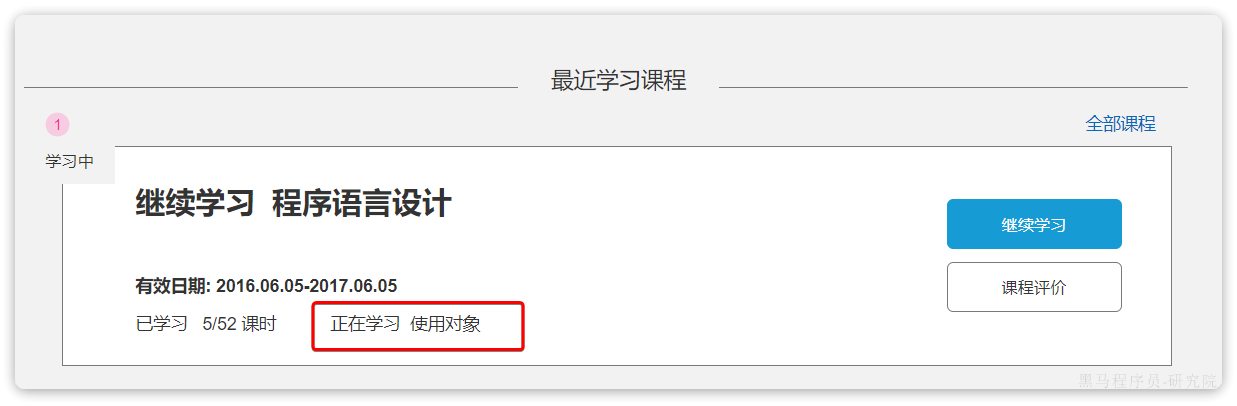 最近学习课程
1
全部课程
学习中
继续学习 程序语言设计
继续学习
有效日期: 2016.06.05-2017.06.05
课程评价
已学习 5/52 课时 正在学习 使用对象
黑马程序员-研究院